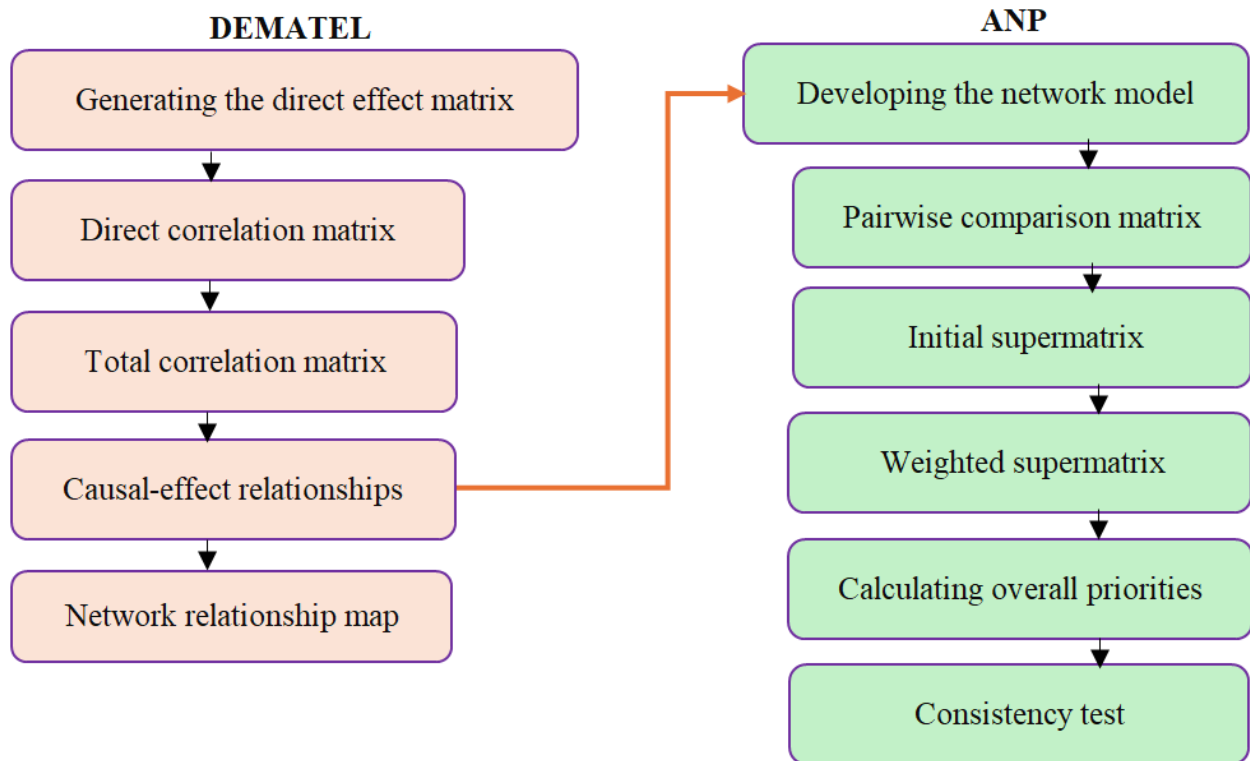 DEMATEL
Generating the direct effect matrix
Direct correlation matrix
Total correlation matrix
Causal-effect relationships
Network relationship map
ANP
Developing the network model
Pairwise comparison matrix
Initial supermatrix
Weighted supermatrix
Calculating overall priorities
Consistency test